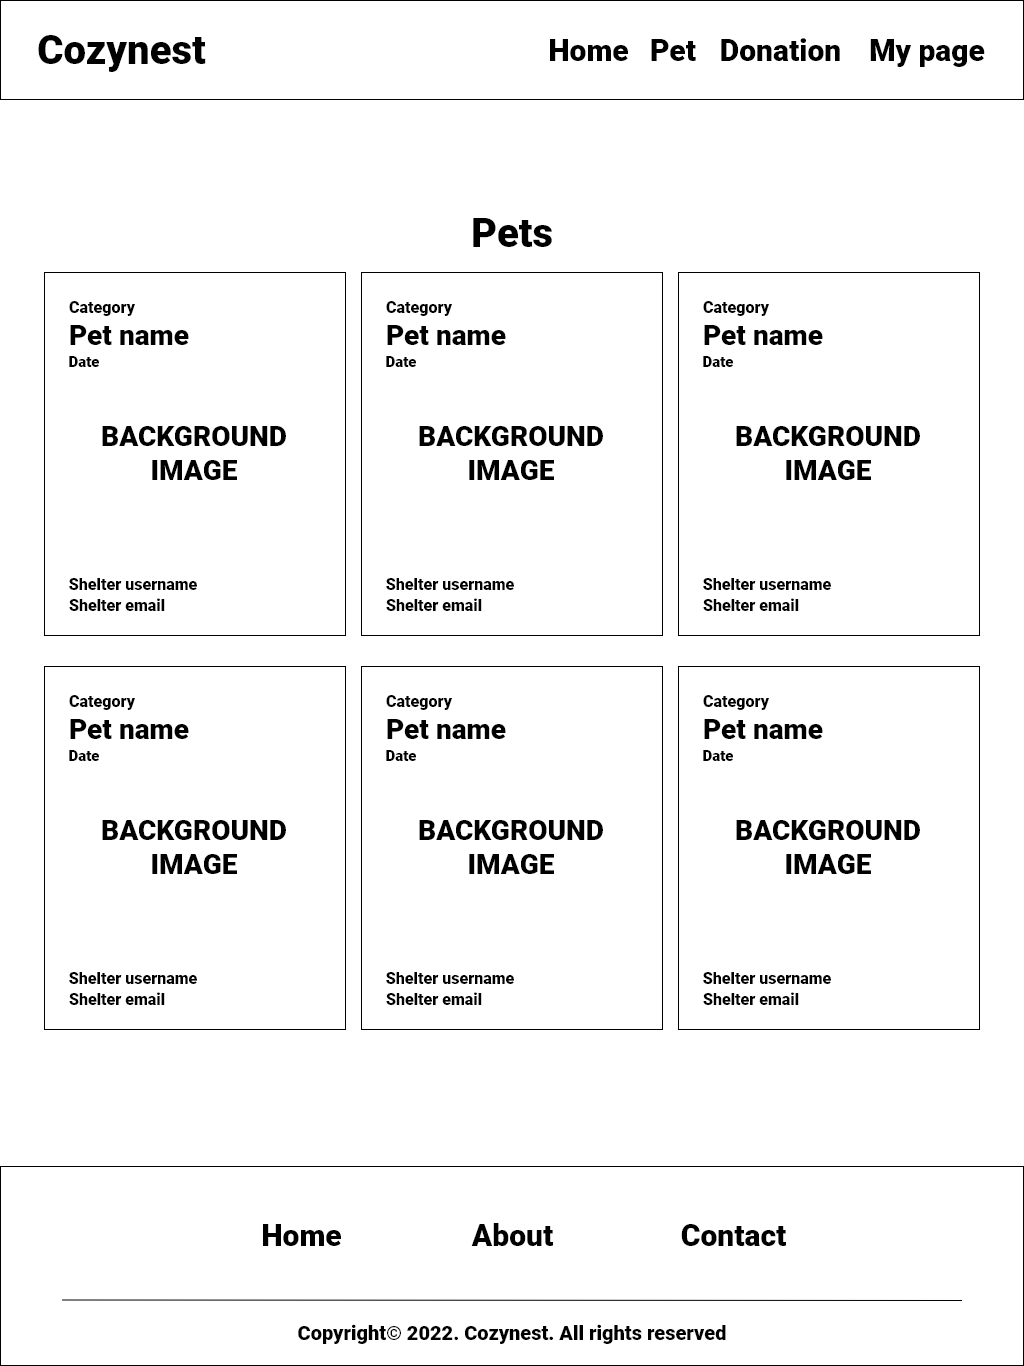 Cozynest
Home Pet Donation My page
Pets
Category
Pet name
Date
BACKGROUND
IMAGE
Shelter username
Shelter email
Category
Pet name
Date
BACKGROUND
IMAGE
Shelter username
Shelter email
Category
Pet name
Date
BACKGROUND
IMAGE
Shelter username
Shelter email
Category
Pet name
Date
BACKGROUND
IMAGE
Shelter username
Shelter email
Category
Pet name
Date
BACKGROUND
IMAGE
Shelter username
Shelter email
Category
Pet name
Date
BACKGROUND
IMAGE
Shelter username
Shelter email
Home About Contact
Copyright© 2022. Cozynest. All rights reserved